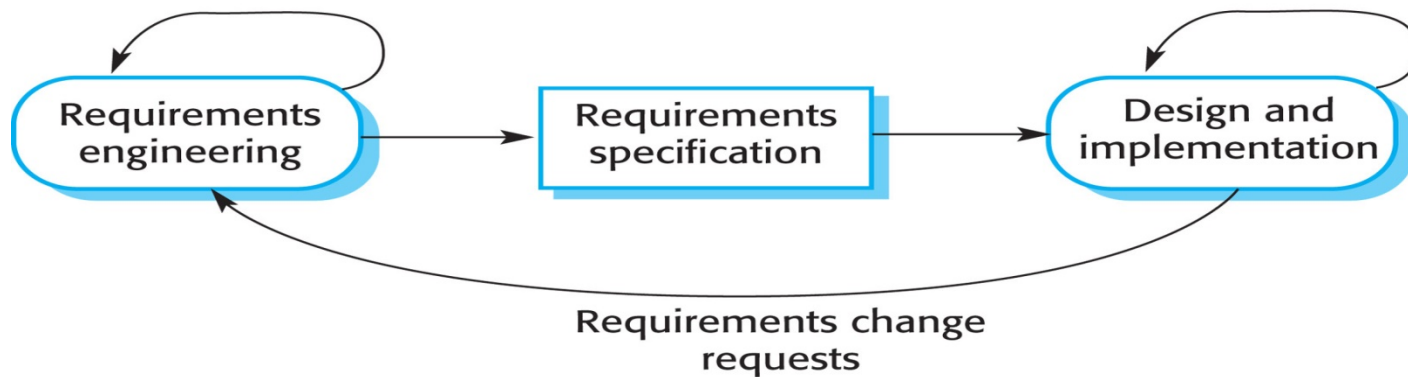 Requirements
engineering
Requirements
specification
Design and
implementation
Requirements change
requests